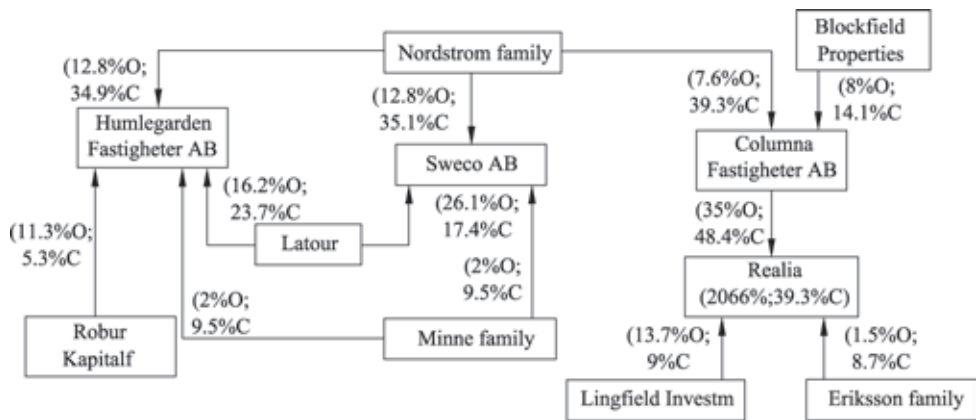 Blockfield
Properties
Nordstrom family
(12.8%O;
34.9%C
(12.8%O;
35.1%C
(7.6%O;
39.3%C
(8%O;
14.1%C
Humlegarden
Fastigheter AB
Sweco AB
Columna
Fastigheter AB
(16.2%O;
23.7%C
(26.1%O;
17.4%C
(35%O;
48.4%C
(11.3%O;
5.3%C
Latour
(2%O;
9.5%C
Realia
(2066%;39.3%C)
(2%O;
9.5%C
Robur
Kapitalf
Minne family
(13.7%O;
9%C
(1.5%O;
8.7%C
Lingfield Investm
Eriksson family